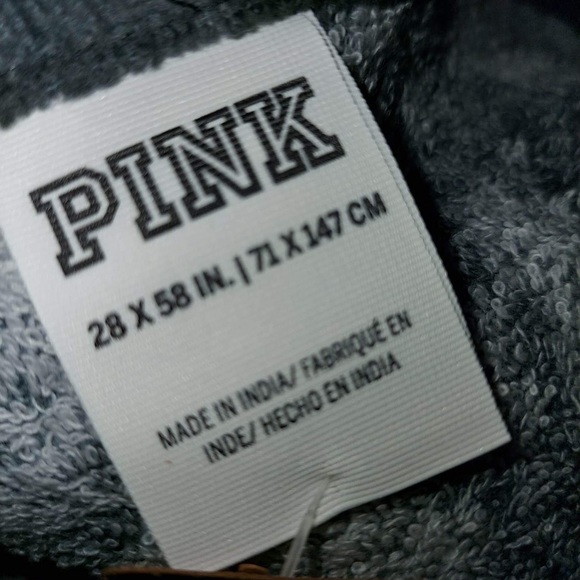 PINK
28 X 58 IN. | 71 X 147 CM
MADE IN INDIA/ FABRIQUÉ EN
INDE/ HECHO EN INDIA